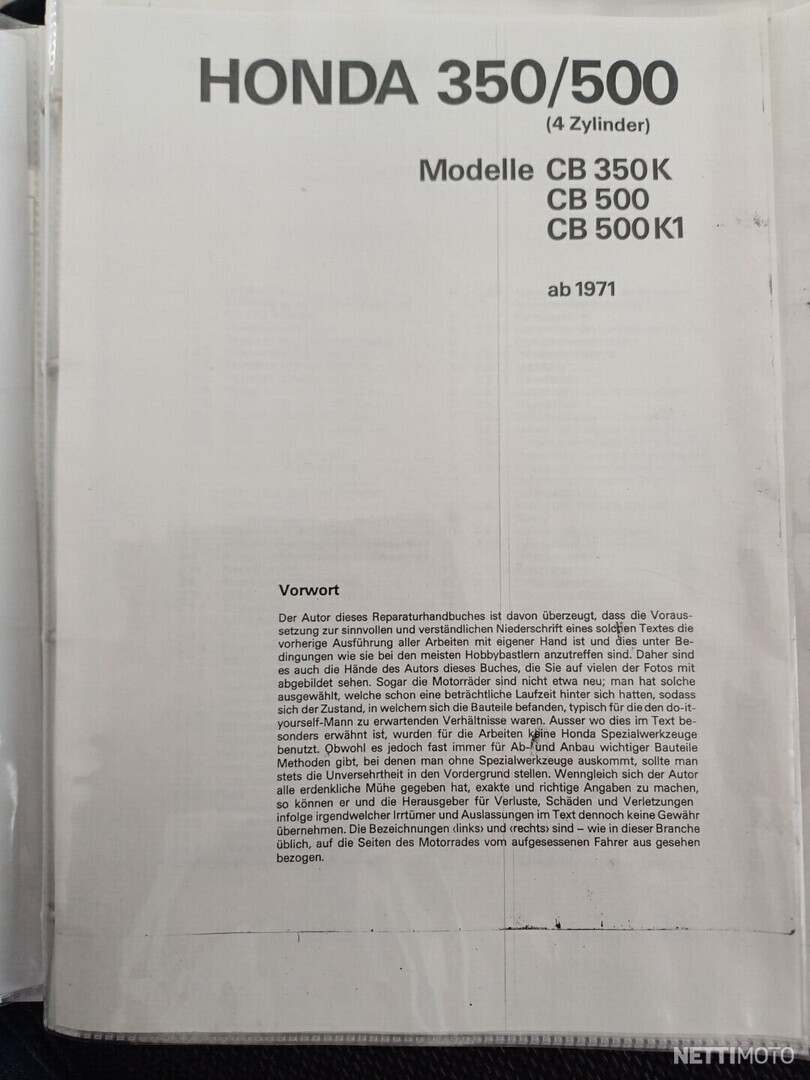 HONDA 350/500
(4 Zylinder)
Modelle CB 350K
CB 500
CB 500K1
ab 1971
Vorwort
Der Autor dieses Reparaturhandbuches ist davon überzeugt, dass die Voraus-
setzung zur sinnvollen und verständlichen Niederschrift eines solchen Textes die
vorherige Ausführung aller Arbeiten mit eigener Hand ist und dies unter Be-
dingungen wie sie bei den meisten Hobbybastlern anzutreffen sind. Daher sind
es auch die Hände des Autors dieses Buches, die Sie auf vielen der Fotos mit
abgebildet sehen. Sogar die Motorräder sind nicht etwa neu; man hat solche
ausgewählt, welche schon eine beträchtliche Laufzeit hinter sich hatten, sodass
sich der Zustand, in welchem sich die Bauteile befanden, typisch für die den do-it-
yourself-Mann zu erwartenden Verhältnisse waren. Ausser wo dies im Text be-
sonders erwähnt ist, wurden für die Arbeiten keine Honda Spezialwerkzeuge
benutzt. Obwohl es jedoch fast immer für Ab- und Anbau wichtiger Bauteile
Methoden gibt, bei denen man ohne Spezialwerkzeuge auskommt, sollte man
stets die Unversehrtheit in den Vordergrund stellen. Wenngleich sich der Autor
alle erdenkliche Mühe gegeben hat, exakte und richtige Angaben zu machen,
so können er und die Herausgeber für Verluste, Schäden und Verletzungen
infolge irgendwelcher Irrtümer und Auslassungen im Text dennoch keine Gewähr
übernehmen. Die Bezeichnungen ‹links› und ‹rechts› sind – wie in dieser Branche
üblich, auf die Seiten des Motorrades vom aufgesessenen Fahrer aus gesehen
bezogen.
NETTIMOTO